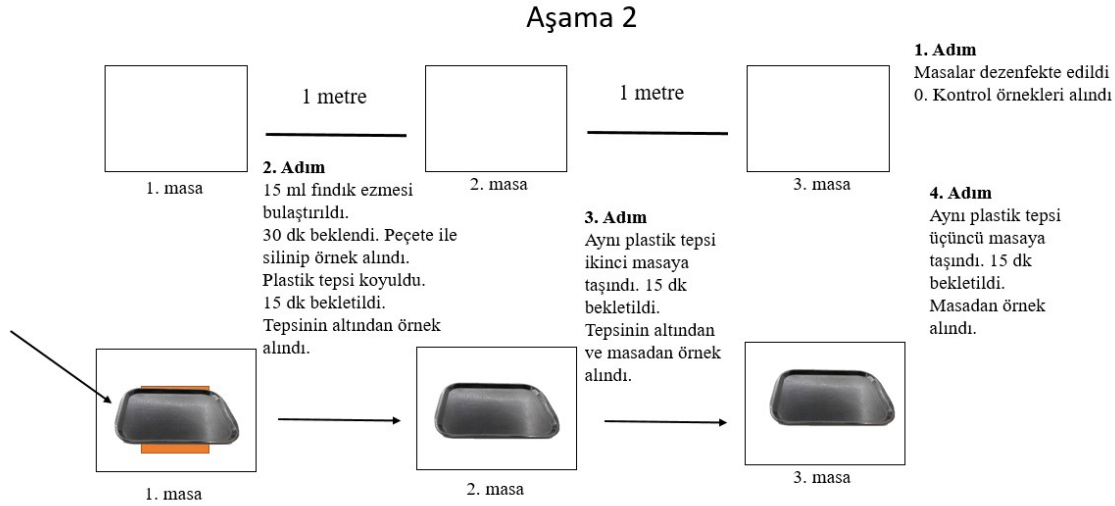 Aşama 2
1. Adım
Masalar dezenfekte edildi
0. Kontrol örnekleri alındı
1 metre
1 metre
1. masa
2. masa
3. masa
2. Adım
15 ml fındık ezmesi
bulaştırıldı.
30 dk beklendi. Peçete ile
silinip örnek alındı.
Plastik tepsi koyuldu.
15 dk bekletildi.
Tepsinin altından örnek
alındı.
3. Adım
Aynı plastik tepsi
ikinci masaya
taşındı. 15 dk
bekletildi.
Tepsinin altından
ve masadan örnek
alındı.
4. Adım
Aynı plastik tepsi
üçüncü masaya
taşındı. 15 dk
bekletildi.
Masadan örnek
alındı.
1. masa
2. masa
3. masa